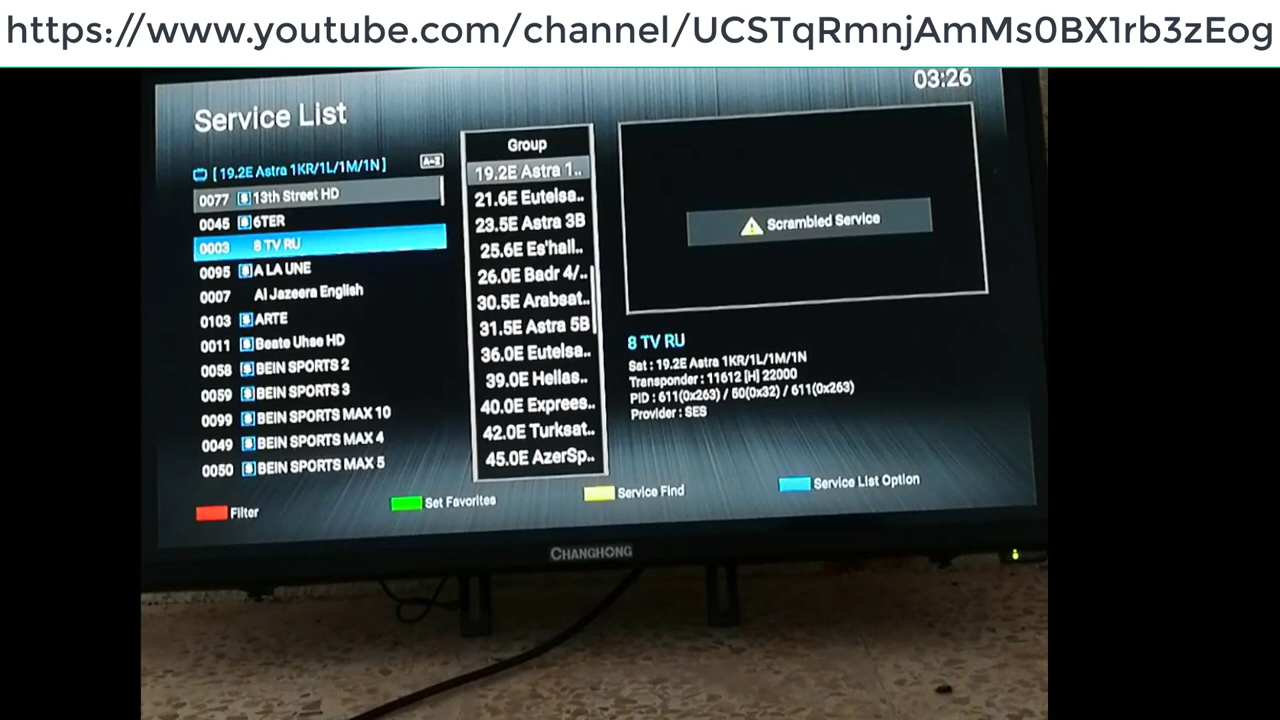 https://www.youtube.com/channel/UCSTqRmnjAmMs0BX1rb3zEog
03:26
Service List
[ 19.2E Astra 1KR/1L/1M/1N ] A-Z
0077 $ 13th Street HD
0045 $ 6TER
0003 8 TV RU
0095 $ A LA UNE
0007 Al Jazeera English
0103 $ ARTE
0011 $ Beate Uhse HD
0058 $ BEIN SPORTS 2
0059 $ BEIN SPORTS 3
0099 $ BEIN SPORTS MAX 10
0049 $ BEIN SPORTS MAX 4
0050 $ BEIN SPORTS MAX 5
Group
19.2E Astra 1..
21.6E Eutelsa..
23.5E Astra 3B
25.6E Es'hail..
26.0E Badr 4/..
30.5E Arabsat..
31.5E Astra 5B
36.0E Eutelsa..
39.0E Hellas..
40.0E Exprees..
42.0E Turksat..
45.0E AzerSp..
Scrambled Service
8 TV RU
Sat : 19.2E Astra 1KR/1L/1M/1N
Transponder : 11612 [H] 22000
PID : 611(0x263) / 50(0x32) / 611(0x263)
Provider : SES
Filter
Set Favorites
Service Find
Service List Option
CHANGHONG